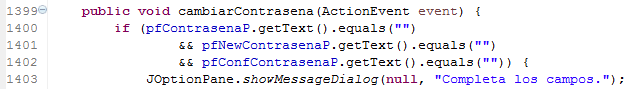 1399 public void cambiarContrasena(ActionEvent event) {
1400 if (pfContrasenaP.getText().equals("")
1401 && pfNewContrasenaP.getText().equals("")
1402 && pfConfContrasenaP.getText().equals("")) {
1403 JOptionPane.showMessageDialog(null, "Completa los campos.");